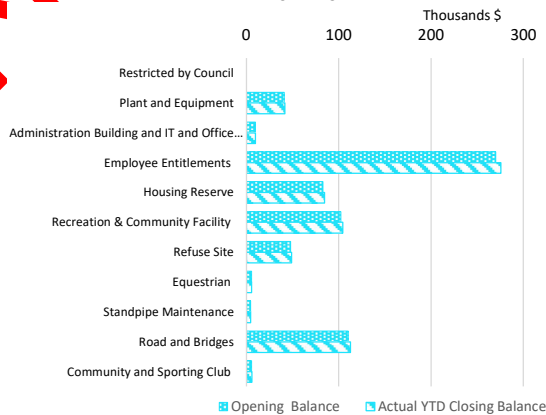 Thousands $
0 100 200 300
Restricted by Council
Plant and Equipment
Administration Building and IT and Office...
Employee Entitlements
Housing Reserve
Recreation & Community Facility
Refuse Site
Equestrian
Standpipe Maintenance
Road and Bridges
Community and Sporting Club
Opening Balance Actual YTD Closing Balance